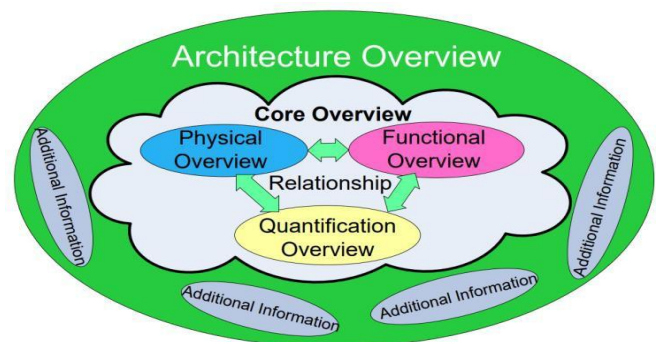 Architecture Overview
Core Overview
Physical
Overview
Functional
Overview
Relationship
Quantification
Overview
Additional Information
Additional Information
Additional Information
Additional Information